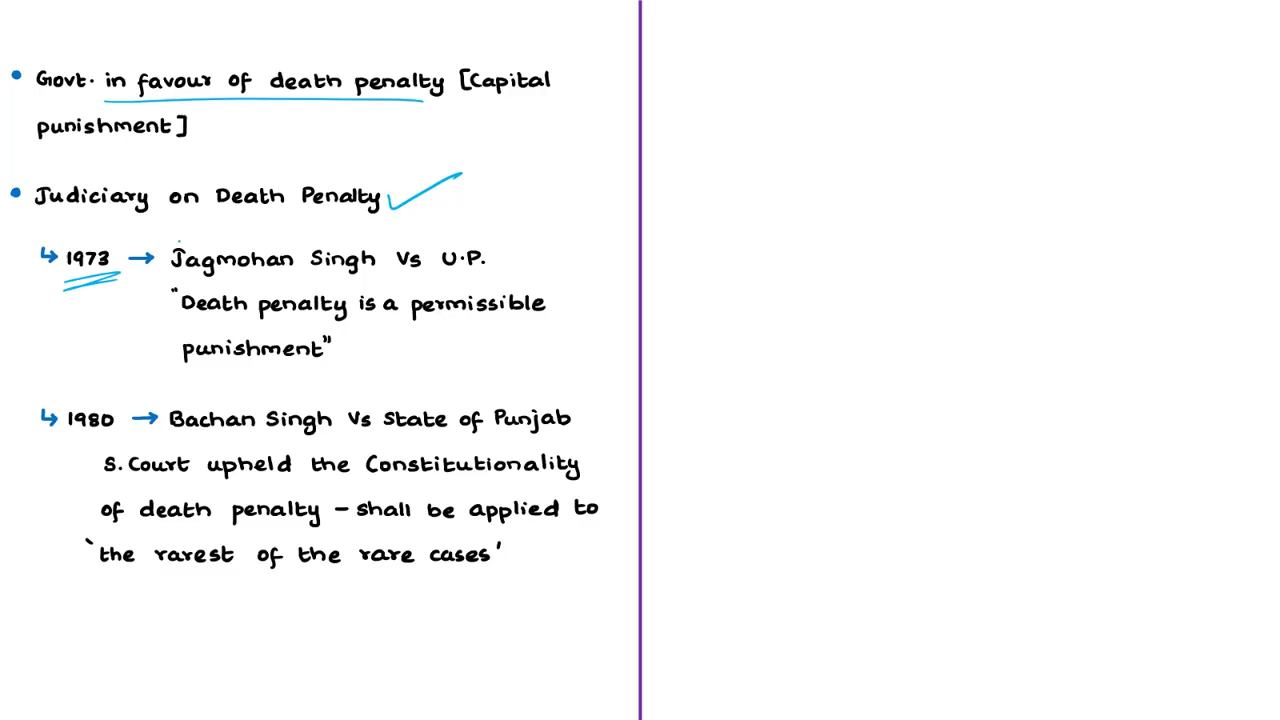 • Govt. in favour of death penalty [Capital
punishment]
• Judiciary on Death Penalty ✓
↳ 1973 → Jagmohan Singh Vs U.P.
"Death penalty is a permissible
punishment"
↳ 1980 → Bachan Singh Vs State of Punjab
S. Court upheld the Constitutionality
of death penalty - shall be applied to
`the rarest of the rare cases'